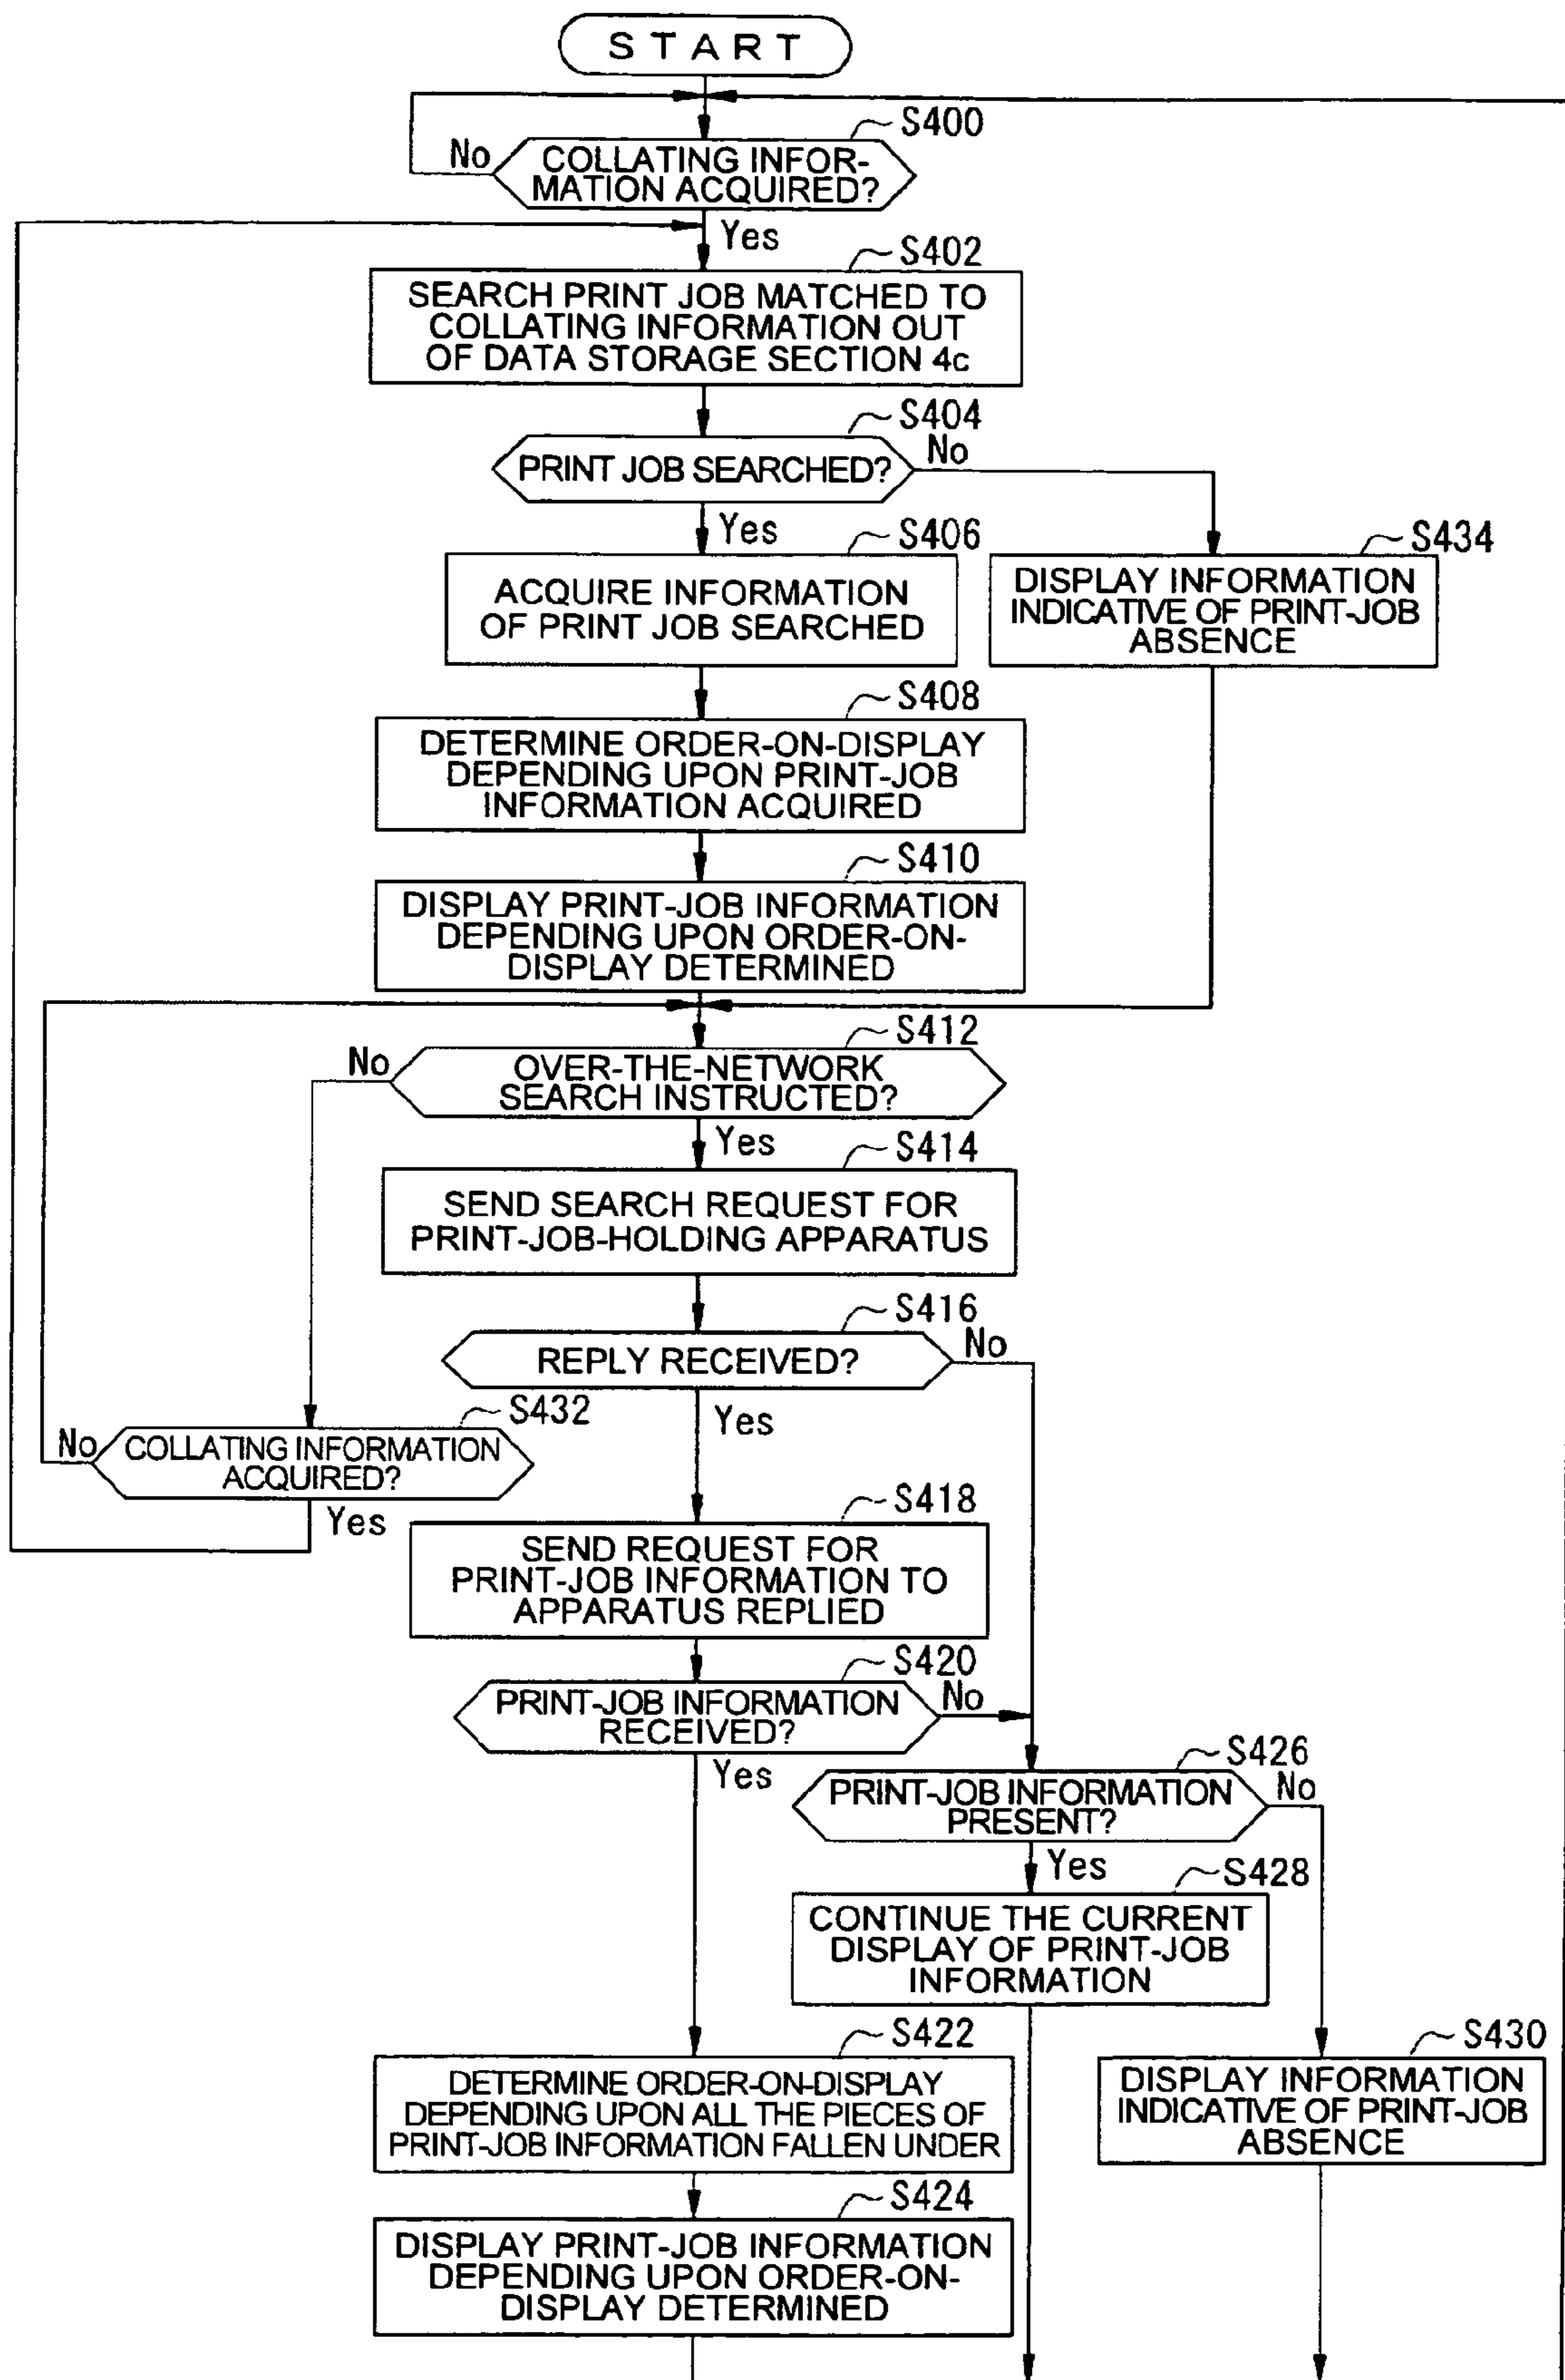 START
S400
No
COLLATING INFOR-
MATION ACQUIRED?
Yes
S402
SEARCH PRINT JOB MATCHED TO
COLLATING INFORMATION OUT
OF DATA STORAGE SECTION 4c
S404
PRINT JOB SEARCHED?
No
Yes
S406
ACQUIRE INFORMATION
OF PRINT JOB SEARCHED
S434
DISPLAY INFORMATION
INDICATIVE OF PRINT-JOB
ABSENCE
S408
DETERMINE ORDER-ON-DISPLAY
DEPENDING UPON PRINT-JOB
INFORMATION ACQUIRED
S410
DISPLAY PRINT-JOB INFORMATION
DEPENDING UPON ORDER-ON-
DISPLAY DETERMINED
S412
No
OVER-THE-NETWORK
SEARCH INSTRUCTED?
Yes
S414
SEND SEARCH REQUEST FOR
PRINT-JOB-HOLDING APPARATUS
S416
REPLY RECEIVED?
No
Yes
S432
No
COLLATING INFORMATION
ACQUIRED?
Yes
S418
SEND REQUEST FOR
PRINT-JOB INFORMATION TO
APPARATUS REPLIED
S420
PRINT-JOB INFORMATION
RECEIVED?
No
Yes
S426
PRINT-JOB INFORMATION
PRESENT?
No
Yes
S428
CONTINUE THE CURRENT
DISPLAY OF PRINT-JOB
INFORMATION
S422
DETERMINE ORDER-ON-DISPLAY
DEPENDING UPON ALL THE PIECES OF
PRINT-JOB INFORMATION FALLEN UNDER
S430
DISPLAY INFORMATION
INDICATIVE OF PRINT-JOB
ABSENCE
S424
DISPLAY PRINT-JOB INFORMATION
DEPENDING UPON ORDER-ON-
DISPLAY DETERMINED